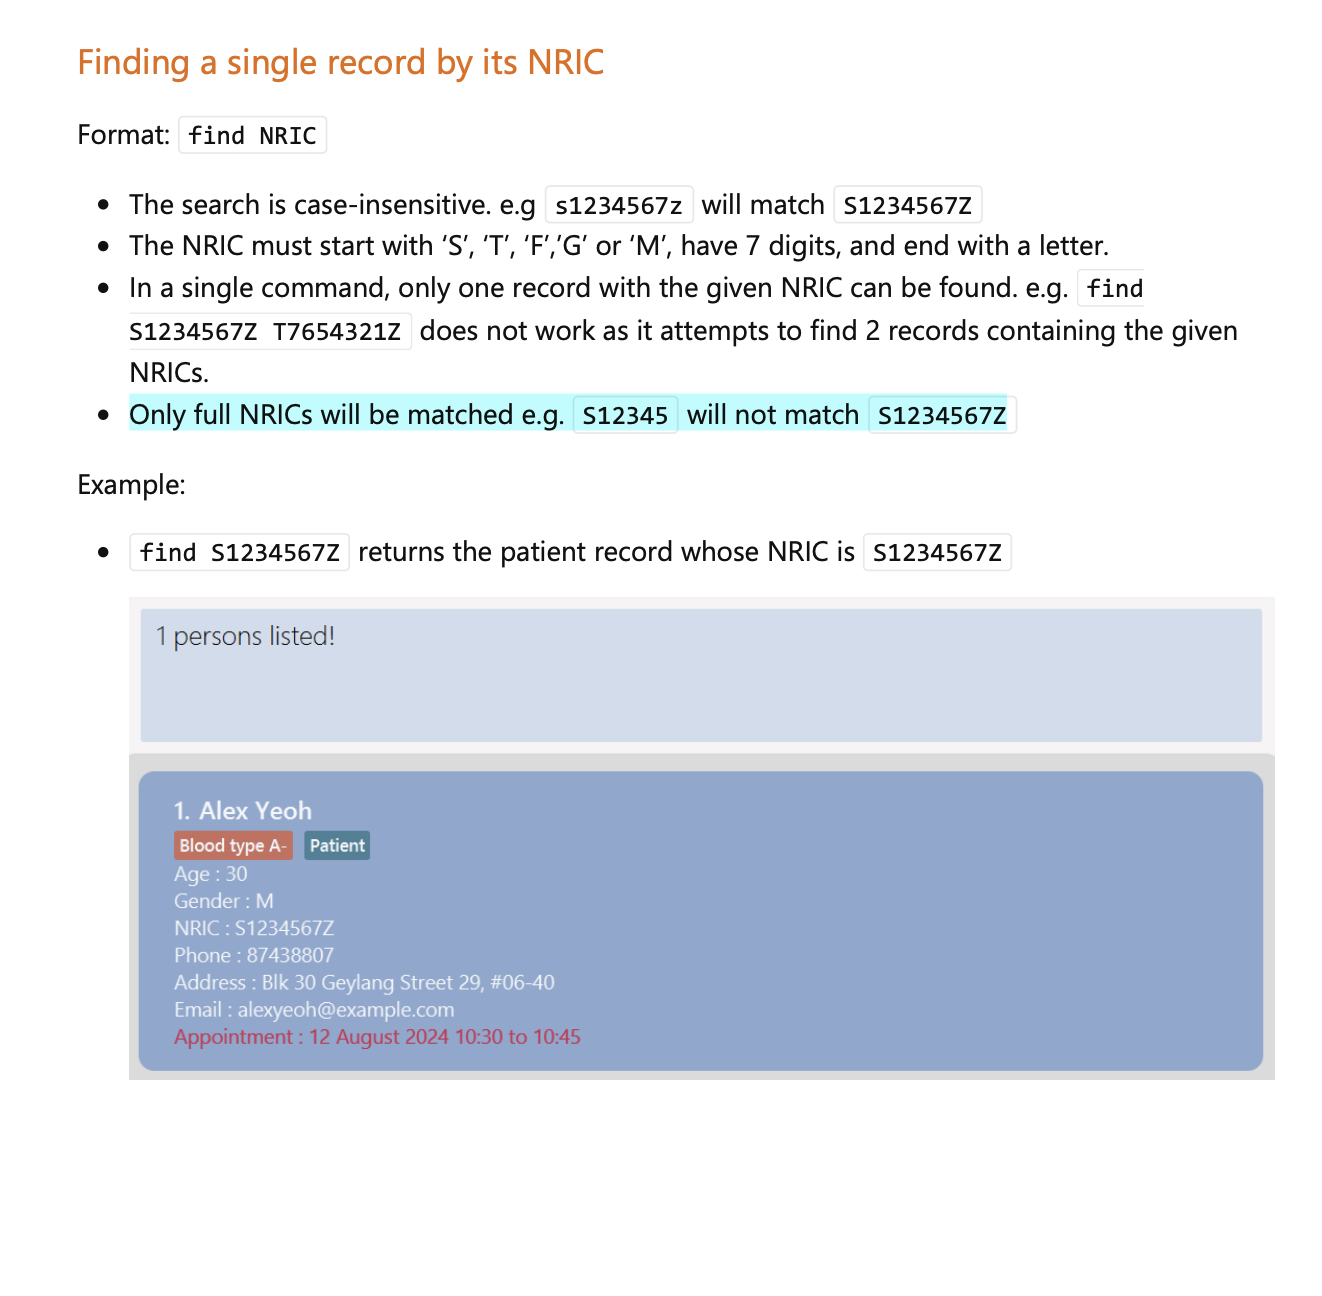 Finding a single record by its NRIC
Format: find NRIC
• The search is case-insensitive. e.g s1234567z will match S1234567Z
• The NRIC must start with ‘S’, ‘T’, ‘F’,‘G’ or ‘M’, have 7 digits, and end with a letter.
• In a single command, only one record with the given NRIC can be found. e.g. find
S1234567Z T7654321Z does not work as it attempts to find 2 records containing the given
NRICs.
• Only full NRICs will be matched e.g. S12345 will not match S1234567Z
Example:
• find S1234567Z returns the patient record whose NRIC is S1234567Z
1 persons listed!
1. Alex Yeoh
Blood type A- Patient
Age : 30
Gender : M
NRIC : S1234567Z
Phone : 87438807
Address : Blk 30 Geylang Street 29, #06-40
Email : alexyeoh@example.com
Appointment : 12 August 2024 10:30 to 10:45